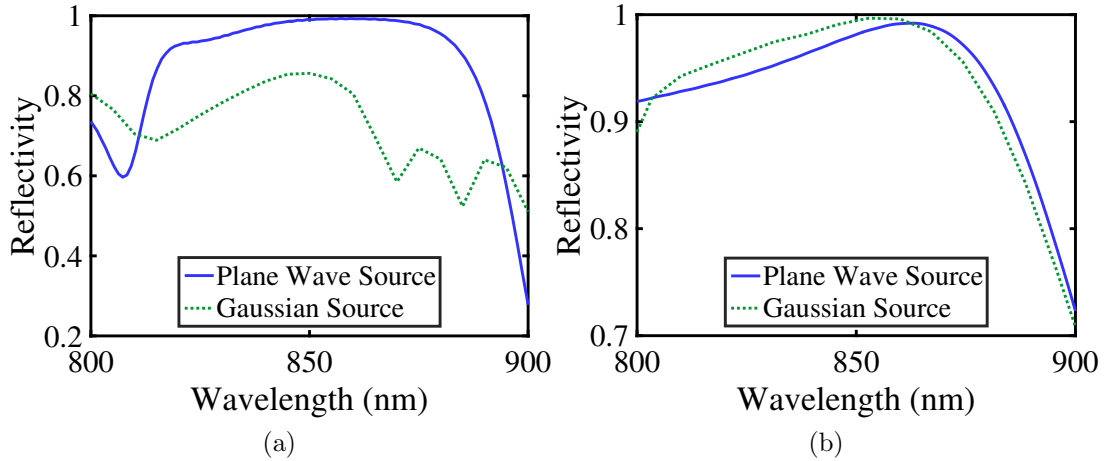 1
0.8
0.6
0.4
0.2
Reflectivity
Plane Wave Source
Gaussian Source
800
850
900
Wavelength (nm)
(a)
1
0.9
0.8
0.7
Reflectivity
Plane Wave Source
Gaussian Source
800
850
900
Wavelength (nm)
(b)